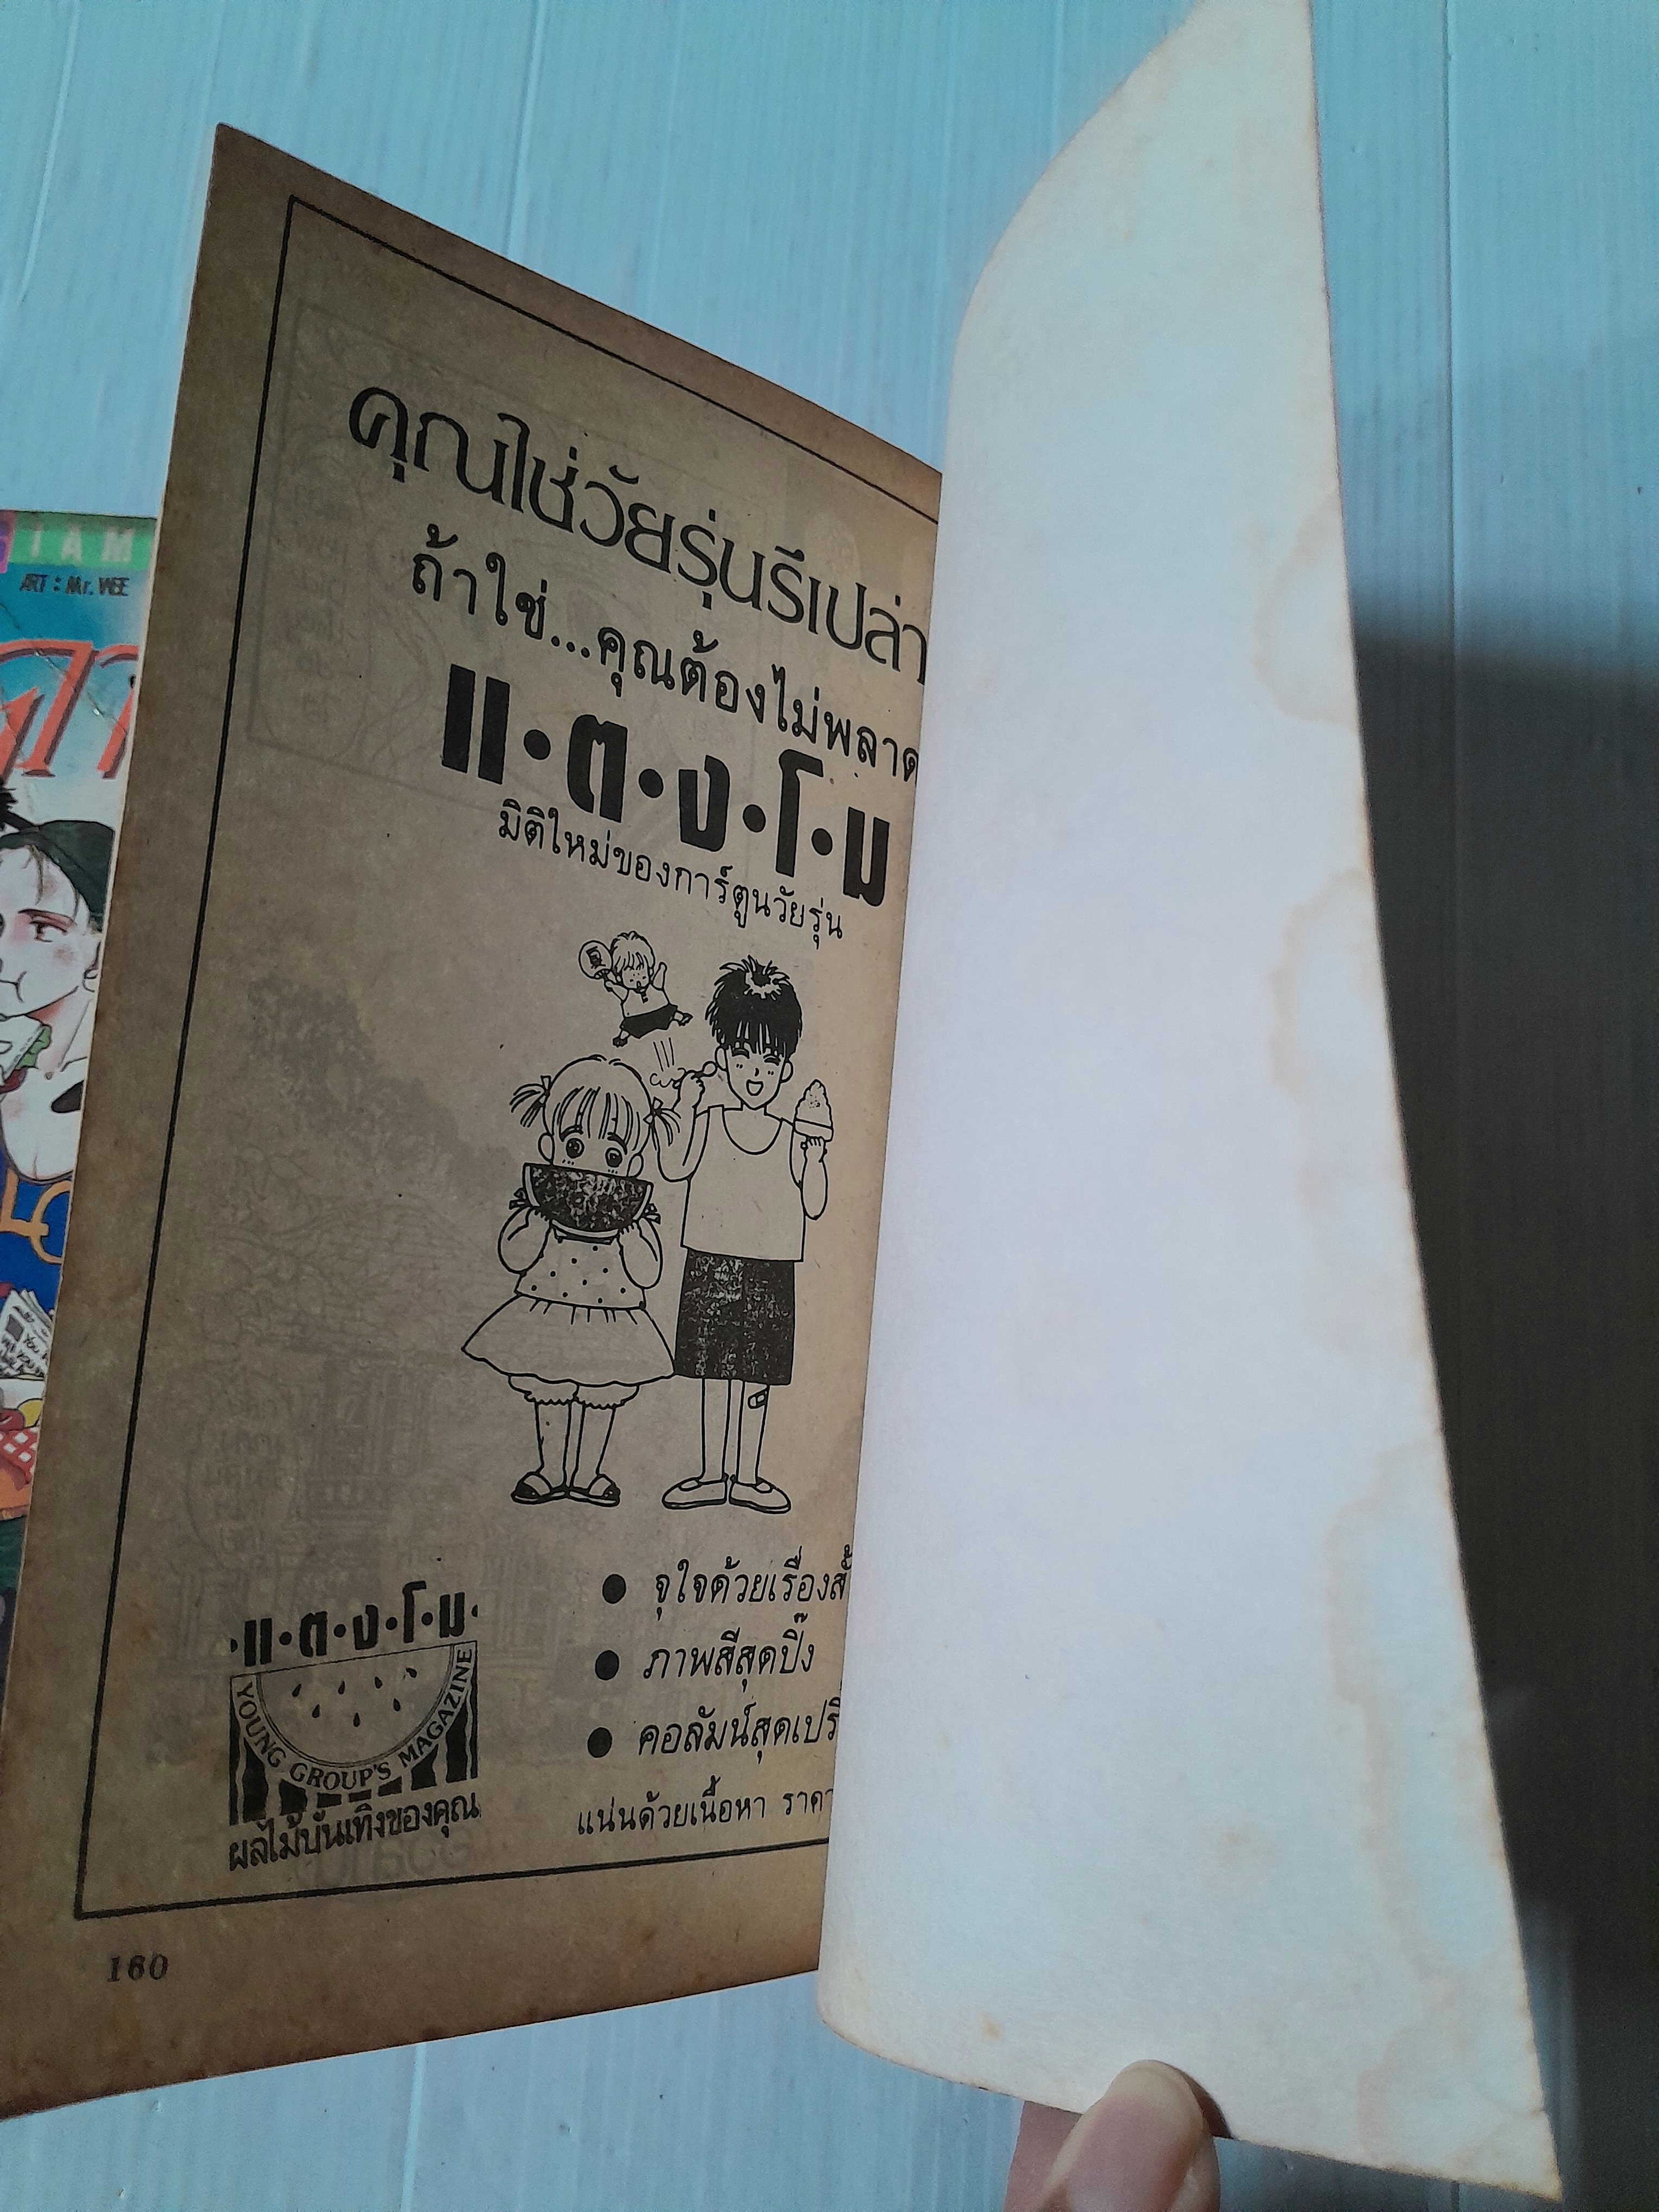 คุณใช่วัยรุ่นรึเปล่า
ถ้าใช่...คุณต้องไม่พลาด
แ•ต•ง•โ•ม
มิติใหม่ของการ์ตูนวัยรุ่น
● จุใจด้วยเรื่องสั้
● ภาพสีสุดปิ๊ง
● คอลัมน์สุดเปรี
แน่นด้วยเนื้อหา ราคา
•แ•ต•ง•โ•ม•
YOUNG GROUP'S MAGAZINE
ผลไม้บันเทิงของคุณ
160
IAM
ART : Mr. WEE